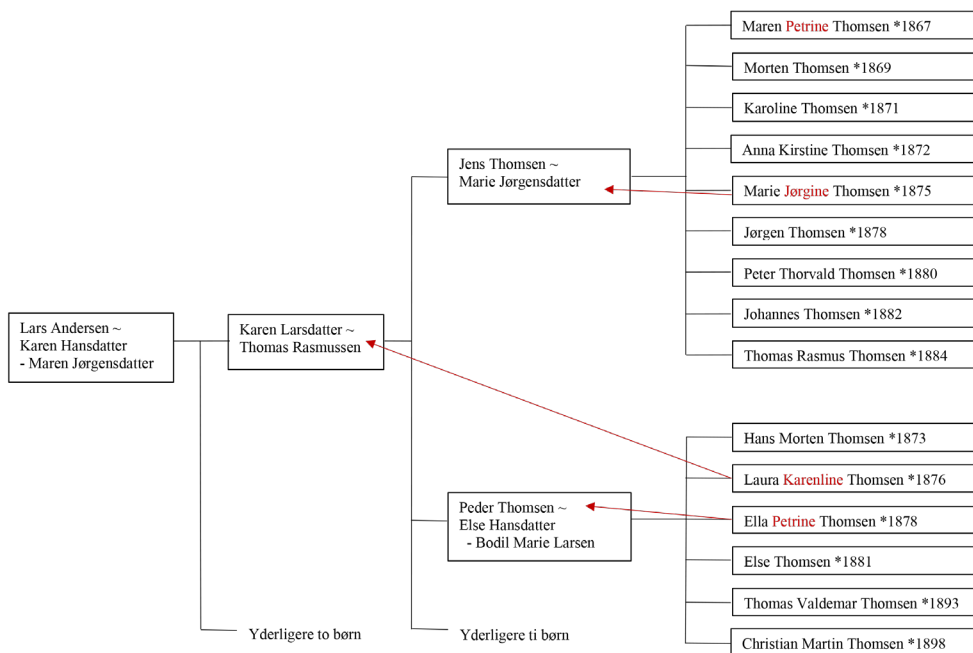 Maren Petrine Thomsen *1867
Morten Thomsen *1869
Karoline Thomsen *1871
Anna Kirstine Thomsen *1872
Jens Thomsen ~
Marie Jørgensdatter
Marie Jørgine Thomsen *1875
Jørgen Thomsen *1878
Peter Thorvald Thomsen *1880
Johannes Thomsen *1882
Thomas Rasmus Thomsen *1884
Lars Andersen ~
Karen Hansdatter
- Maren Jørgensdatter
Karen Larsdatter ~
Thomas Rasmussen
Hans Morten Thomsen *1873
Laura Karenline Thomsen *1876
Peder Thomsen ~
Else Hansdatter
- Bodil Marie Larsen
Ella Petrine Thomsen *1878
Else Thomsen *1881
Thomas Valdemar Thomsen *1893
Christian Martin Thomsen *1898
Yderligere to børn
Yderligere ti børn